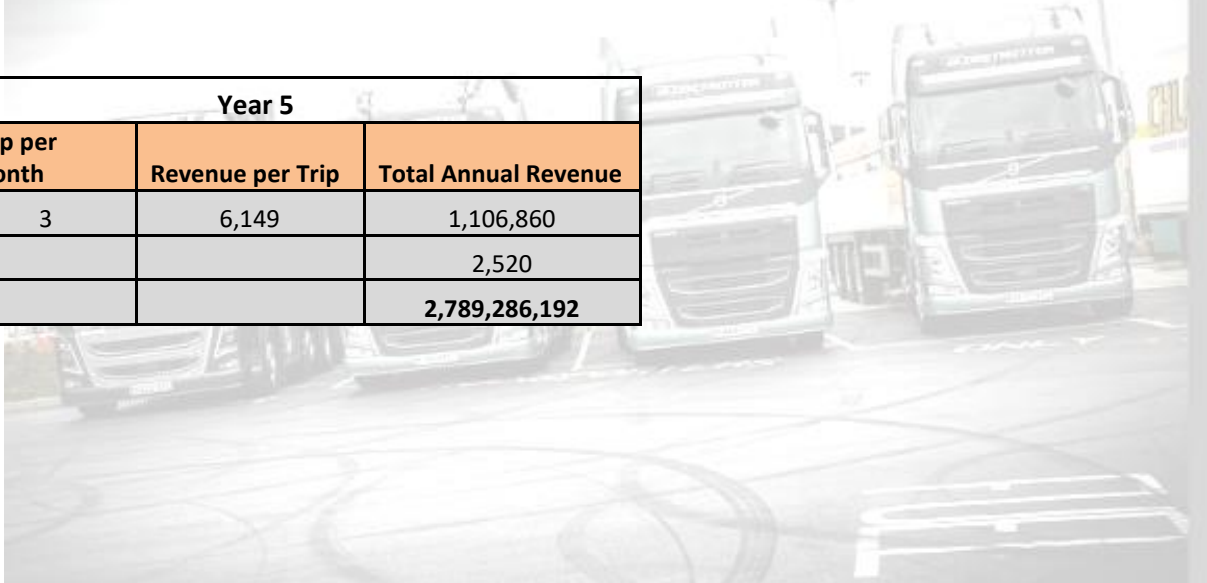 Year 5
p per
onth
Revenue per Trip
Total Annual Revenue
3
6,149
1,106,860
2,520
2,789,286,192